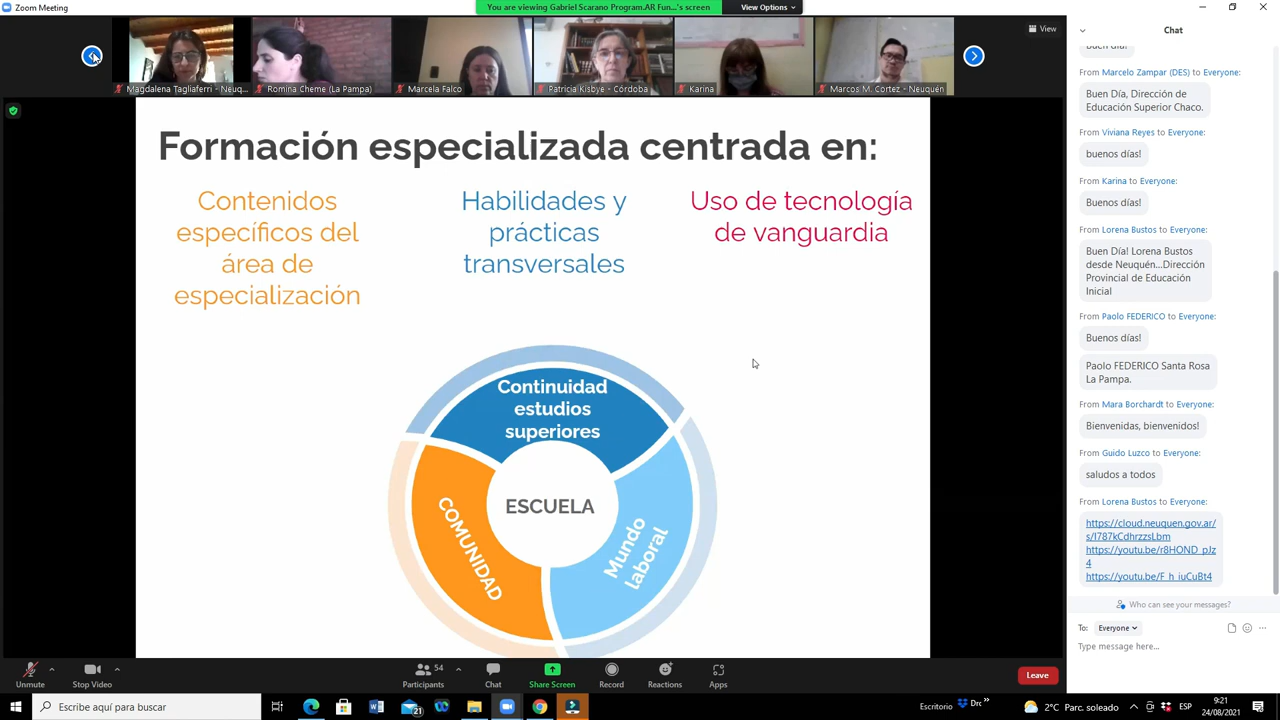 Zoom Meeting
You are viewing Gabriel Scarano Program.AR Fun...'s screen
View Options
View
Magdalena Tagliaferri - Neuq...
Romina Cheme (La Pampa)
Marcela Falco
Patricia Kisbye - Córdoba
Karina
Marcos M. Cortez - Neuquén
Formación especializada centrada en:
Contenidos
específicos del
área de
especialización
Habilidades y
prácticas
transversales
Uso de tecnología
de vanguardia
Continuidad
estudios
superiores
ESCUELA
COMUNIDAD
Mundo
laboral
Chat
Buen día!
From Marcelo Zampar (DES) to Everyone:
Buen Día, Dirección de
Educación Superior Chaco.
From Viviana Reyes to Everyone:
buenos días!
From Karina to Everyone:
Buenos días!
From Lorena Bustos to Everyone:
Buen Día! Lorena Bustos
desde Neuquén...Dirección
Provincial de Educación
Inicial
From Paolo FEDERICO to Everyone:
Buenos días!
Paolo FEDERICO Santa Rosa
La Pampa.
From Mara Borchardt to Everyone:
Bienvenidas, bienvenidos!
From Guido Luzco to Everyone:
saludos a todos
From Lorena Bustos to Everyone:
https://cloud.neuquen.gov.ar/
s/I787kCdhrzzsLbm
https://youtu.be/r8HOND_pJz
4
https://youtu.be/F_h_iuCuBt4
Who can see your messages?
To: Everyone
Type message here...
Unmute
Stop Video
54
Participants
Chat
Share Screen
Record
Reactions
Apps
Leave
Escribe aquí para buscar
21
Escritorio
Drc
2°C Parc. soleado
ESP
9:21
24/08/2021